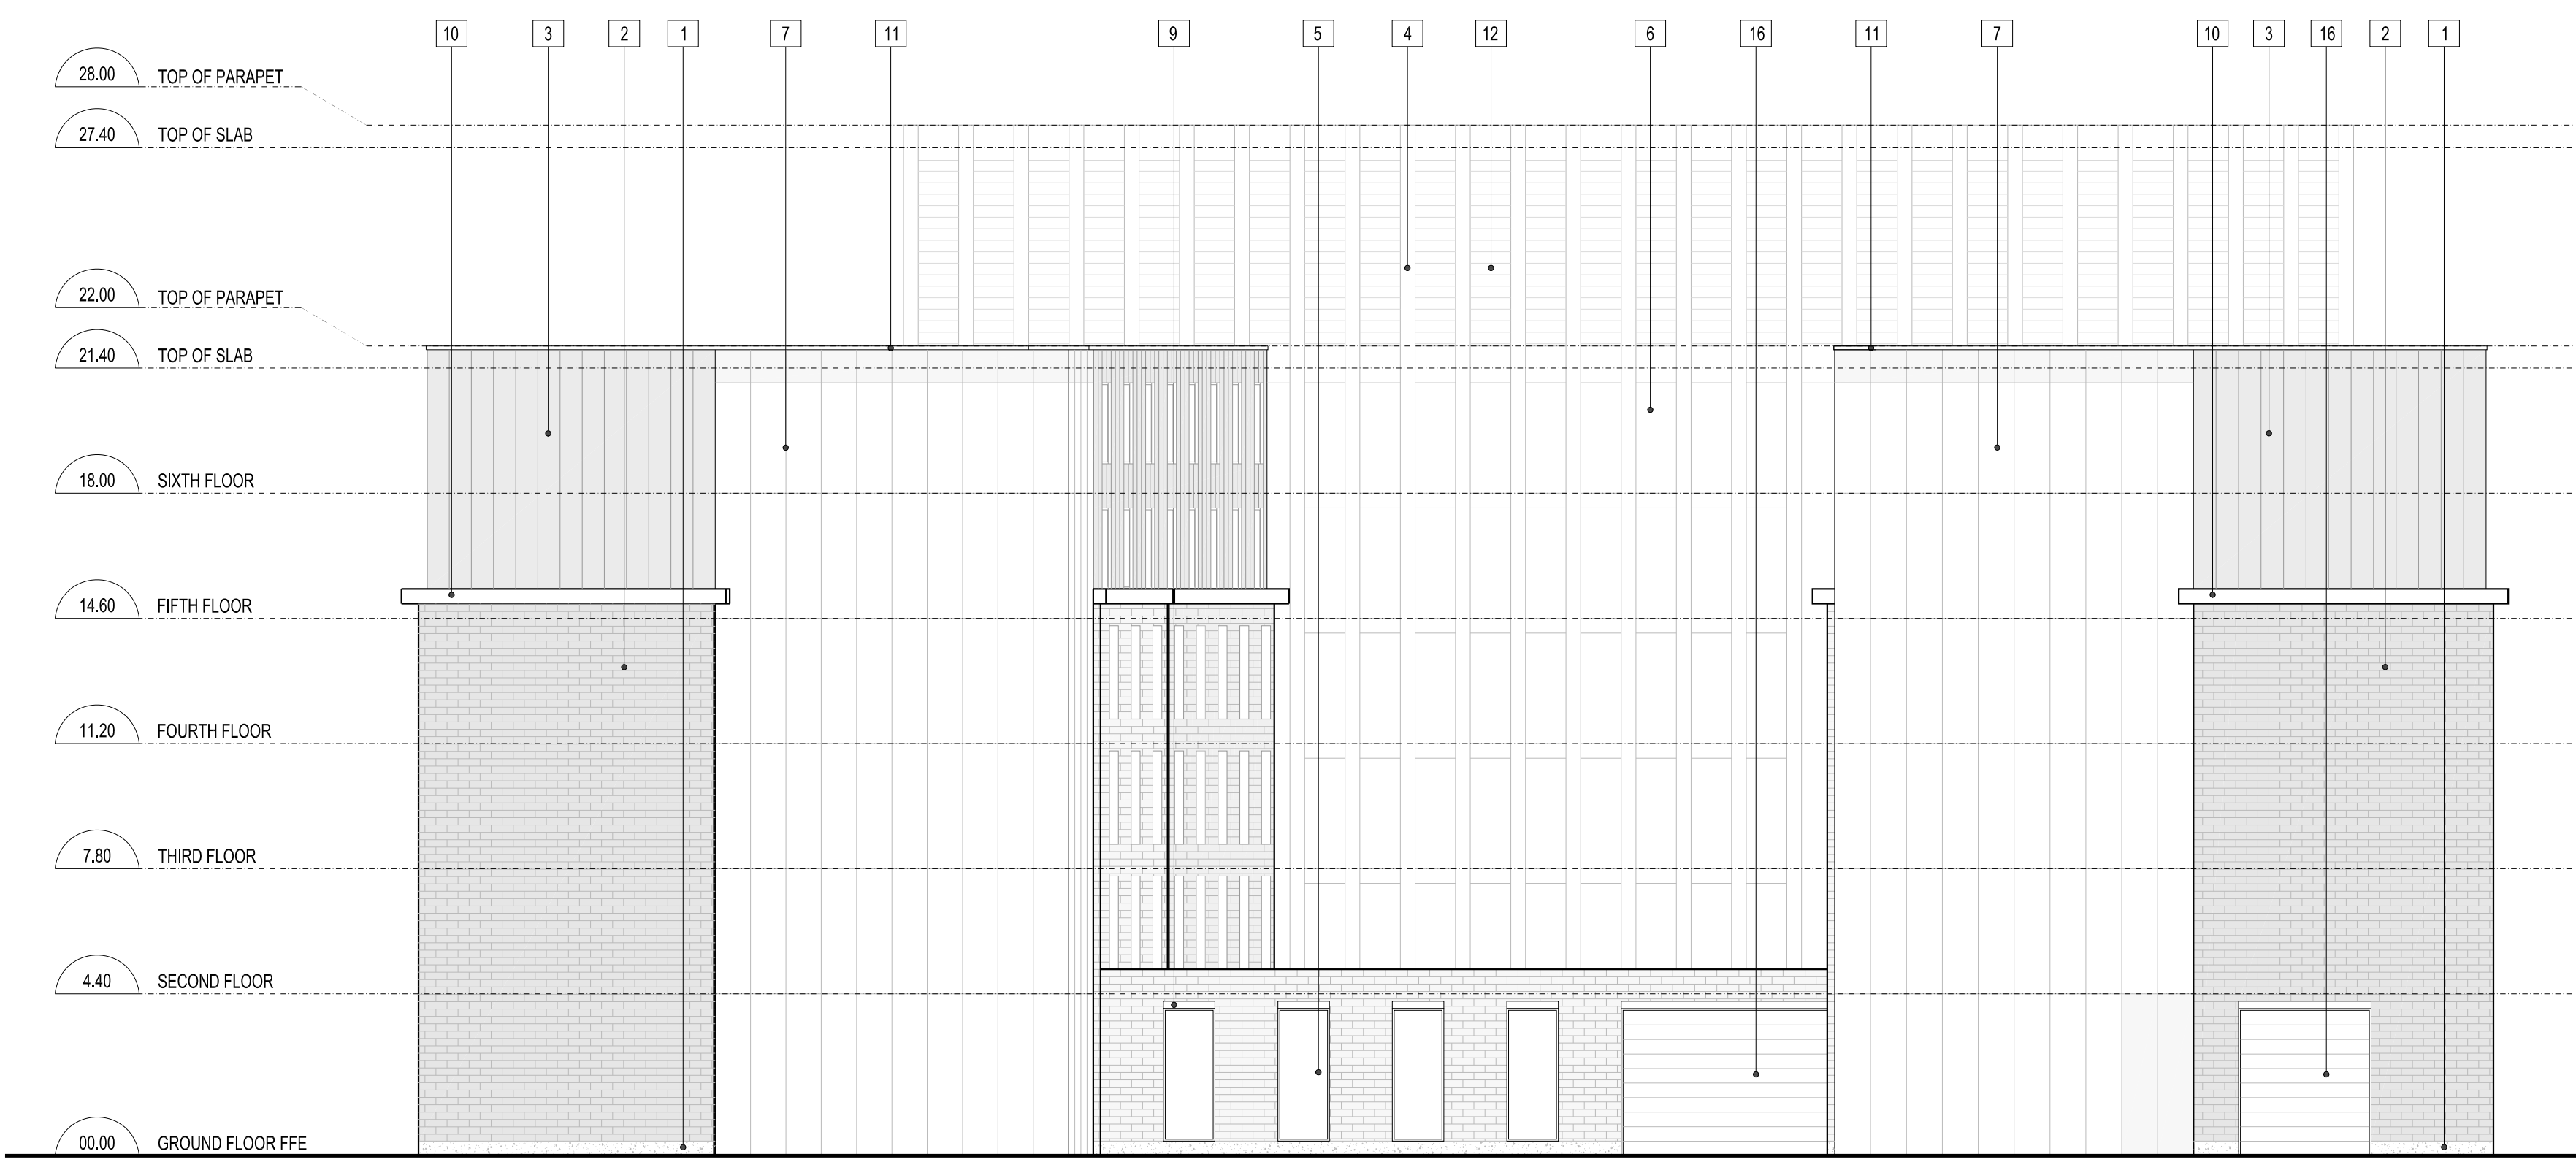 10 3 2 1 7 11 9 5 4 12 6 16 11 7 10 3 16 2 1
28.00 TOP OF PARAPET
27.40 TOP OF SLAB
22.00 TOP OF PARAPET
21.40 TOP OF SLAB
18.00 SIXTH FLOOR
14.60 FIFTH FLOOR
11.20 FOURTH FLOOR
7.80 THIRD FLOOR
4.40 SECOND FLOOR
00.00 GROUND FLOOR FFE